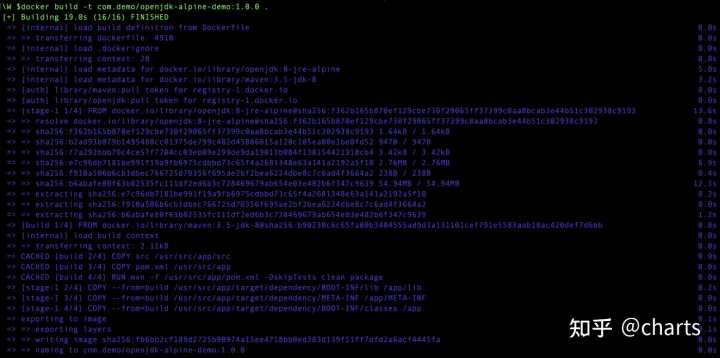 \W $docker build -t com.demo/openjdk-alpine-demo:1.0.0 .
[+] Building 19.0s (16/16) FINISHED
=> [internal] load build definition from Dockerfile 0.0s
=> => transferring dockerfile: 491B 0.0s
=> [internal] load .dockerignore 0.0s
=> => transferring context: 2B 0.0s
=> [internal] load metadata for docker.io/library/openjdk:8-jre-alpine 5.0s
=> [internal] load metadata for docker.io/library/maven:3.5-jdk-8 3.2s
=> [auth] library/maven:pull token for registry-1.docker.io 0.0s
=> [auth] library/openjdk:pull token for registry-1.docker.io 0.0s
=> [stage-1 1/4] FROM docker.io/library/openjdk:8-jre-alpine@sha256:f362b165b870ef129cbe730f29065ff37399c0aa8bcab3e44b51c302938c9193 13.6s
=> => resolve docker.io/library/openjdk:8-jre-alpine@sha256:f362b165b870ef129cbe730f29065ff37399c0aa8bcab3e44b51c302938c9193 0.0s
=> => sha256:f362b165b870ef129cbe730f29065ff37399c0aa8bcab3e44b51c302938c9193 1.64kB / 1.64kB 0.0s
=> => 947B / 947B 0.0s
=> => 3.42kB / 3.42kB 0.0s
=> => sha256:e7c96db7181be991f19a9fb6975cdbbd73c65f4a2681348e63a141a2192a5f10 2.76MB / 2.76MB 6.9s
=> => sha256:f910a506b6cb1dbec766725d70356f695ae2bf2bea6224dbe8c7c6ad4f3664a2 238B / 238B 0.4s
=> => sha256:b6abafe80f63b02535fc111df2ed6b3c728469679ab654e03e482b6f347c9639 54.94MB / 54.94MB 12.3s
=> => extracting sha256:e7c96db7181be991f19a9fb6975cdbbd73c65f4a2681348e63a141a2192a5f10 0.2s
=> => extracting sha256:f910a506b6cb1dbec766725d70356f695ae2bf2bea6224dbe8c7c6ad4f3664a2 0.0s
=> => extracting sha256:b6abafe80f63b02535fc111df2ed6b3c728469679ab654e03e482b6f347c9639 1.2s
=> [build 1/4] FROM 0.0s
=> [internal] load build context 0.0s
=> => transferring context: 2.11kB 0.0s
=> CACHED [build 2/4] COPY src /usr/src/app/src 0.0s
=> CACHED [build 3/4] COPY pom.xml /usr/src/app 0.0s
=> CACHED [build 4/4] RUN mvn -f /usr/src/app/pom.xml -DskipTests clean package 0.0s
=> [stage-1 2/4] COPY --from=build /usr/src/app/target/dependency/BOOT-INF/lib /app/lib 0.2s
=> [stage-1 3/4] COPY --from=build /usr/src/app/target/dependency/META-INF /app/META-INF 0.0s
=> [stage-1 4/4] COPY --from=build /usr/src/app/target/dependency/BOOT-INF/classes /app 0.0s
=> exporting to image 0.1s
=> => exporting layers 0.1s
=> => writing image 0.0s
=> => naming to com.demo/openjdk-alpine-demo:1.0.0 0.0s
知乎 @charts